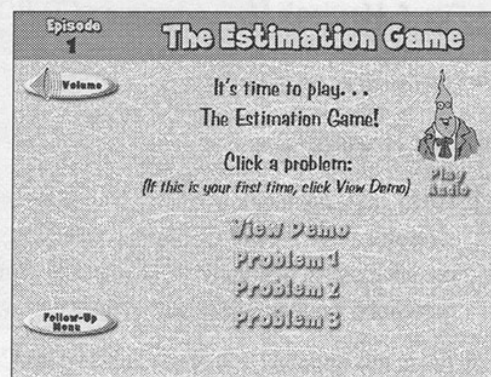 Episode
1
The Estimation Game
Volume
It's time to play. . .
The Estimation Game!
Click a problem:
(If this is your first time, click View Demo)
Play
Audio
View Demo
Problem 1
Problem 2
Problem 3
Follow-Up
Menu